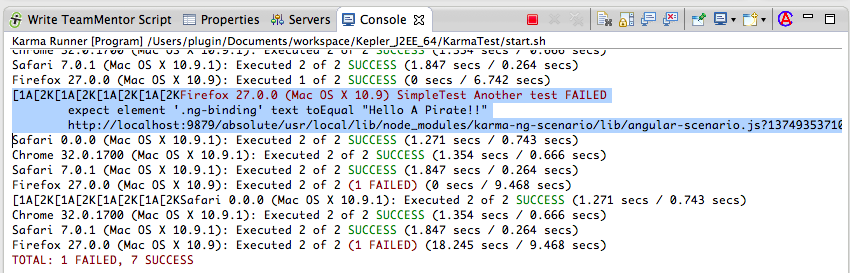 Write TeamMentor Script Properties Servers Console
Karma Runner [Program] /Users/plugin/Documents/workspace/Kepler_J2EE_64/KarmaTest/start.sh
Chrome 32.0.1700 (Mac OS X 10.9.1): Executed 2 of 2 SUCCESS (1.354 secs / 0.666 secs)
Safari 7.0.1 (Mac OS X 10.9.1): Executed 2 of 2 SUCCESS (1.847 secs / 0.264 secs)
Firefox 27.0.0 (Mac OS X 10.9): Executed 1 of 2 SUCCESS (0 secs / 6.742 secs)
[1A[2K[1A[2K[1A[2K[1A[2KFirefox 27.0.0 (Mac OS X 10.9) SimpleTest Another test FAILED
expect element '.ng-binding' text toEqual "Hello A Pirate!!"
http://localhost:9879/absolute/usr/local/lib/node_modules/karma-ng-scenario/lib/angular-scenario.js?13749353710
Safari 0.0.0 (Mac OS X 10.9.1): Executed 2 of 2 SUCCESS (1.271 secs / 0.743 secs)
Chrome 32.0.1700 (Mac OS X 10.9.1): Executed 2 of 2 SUCCESS (1.354 secs / 0.666 secs)
Safari 7.0.1 (Mac OS X 10.9.1): Executed 2 of 2 SUCCESS (1.847 secs / 0.264 secs)
Firefox 27.0.0 (Mac OS X 10.9): Executed 2 of 2 (1 FAILED) (0 secs / 9.468 secs)
[1A[2K[1A[2K[1A[2K[1A[2KSafari 0.0.0 (Mac OS X 10.9.1): Executed 2 of 2 SUCCESS (1.271 secs / 0.743 secs)
Chrome 32.0.1700 (Mac OS X 10.9.1): Executed 2 of 2 SUCCESS (1.354 secs / 0.666 secs)
Safari 7.0.1 (Mac OS X 10.9.1): Executed 2 of 2 SUCCESS (1.847 secs / 0.264 secs)
Firefox 27.0.0 (Mac OS X 10.9): Executed 2 of 2 (1 FAILED) (18.245 secs / 9.468 secs)
TOTAL: 1 FAILED, 7 SUCCESS